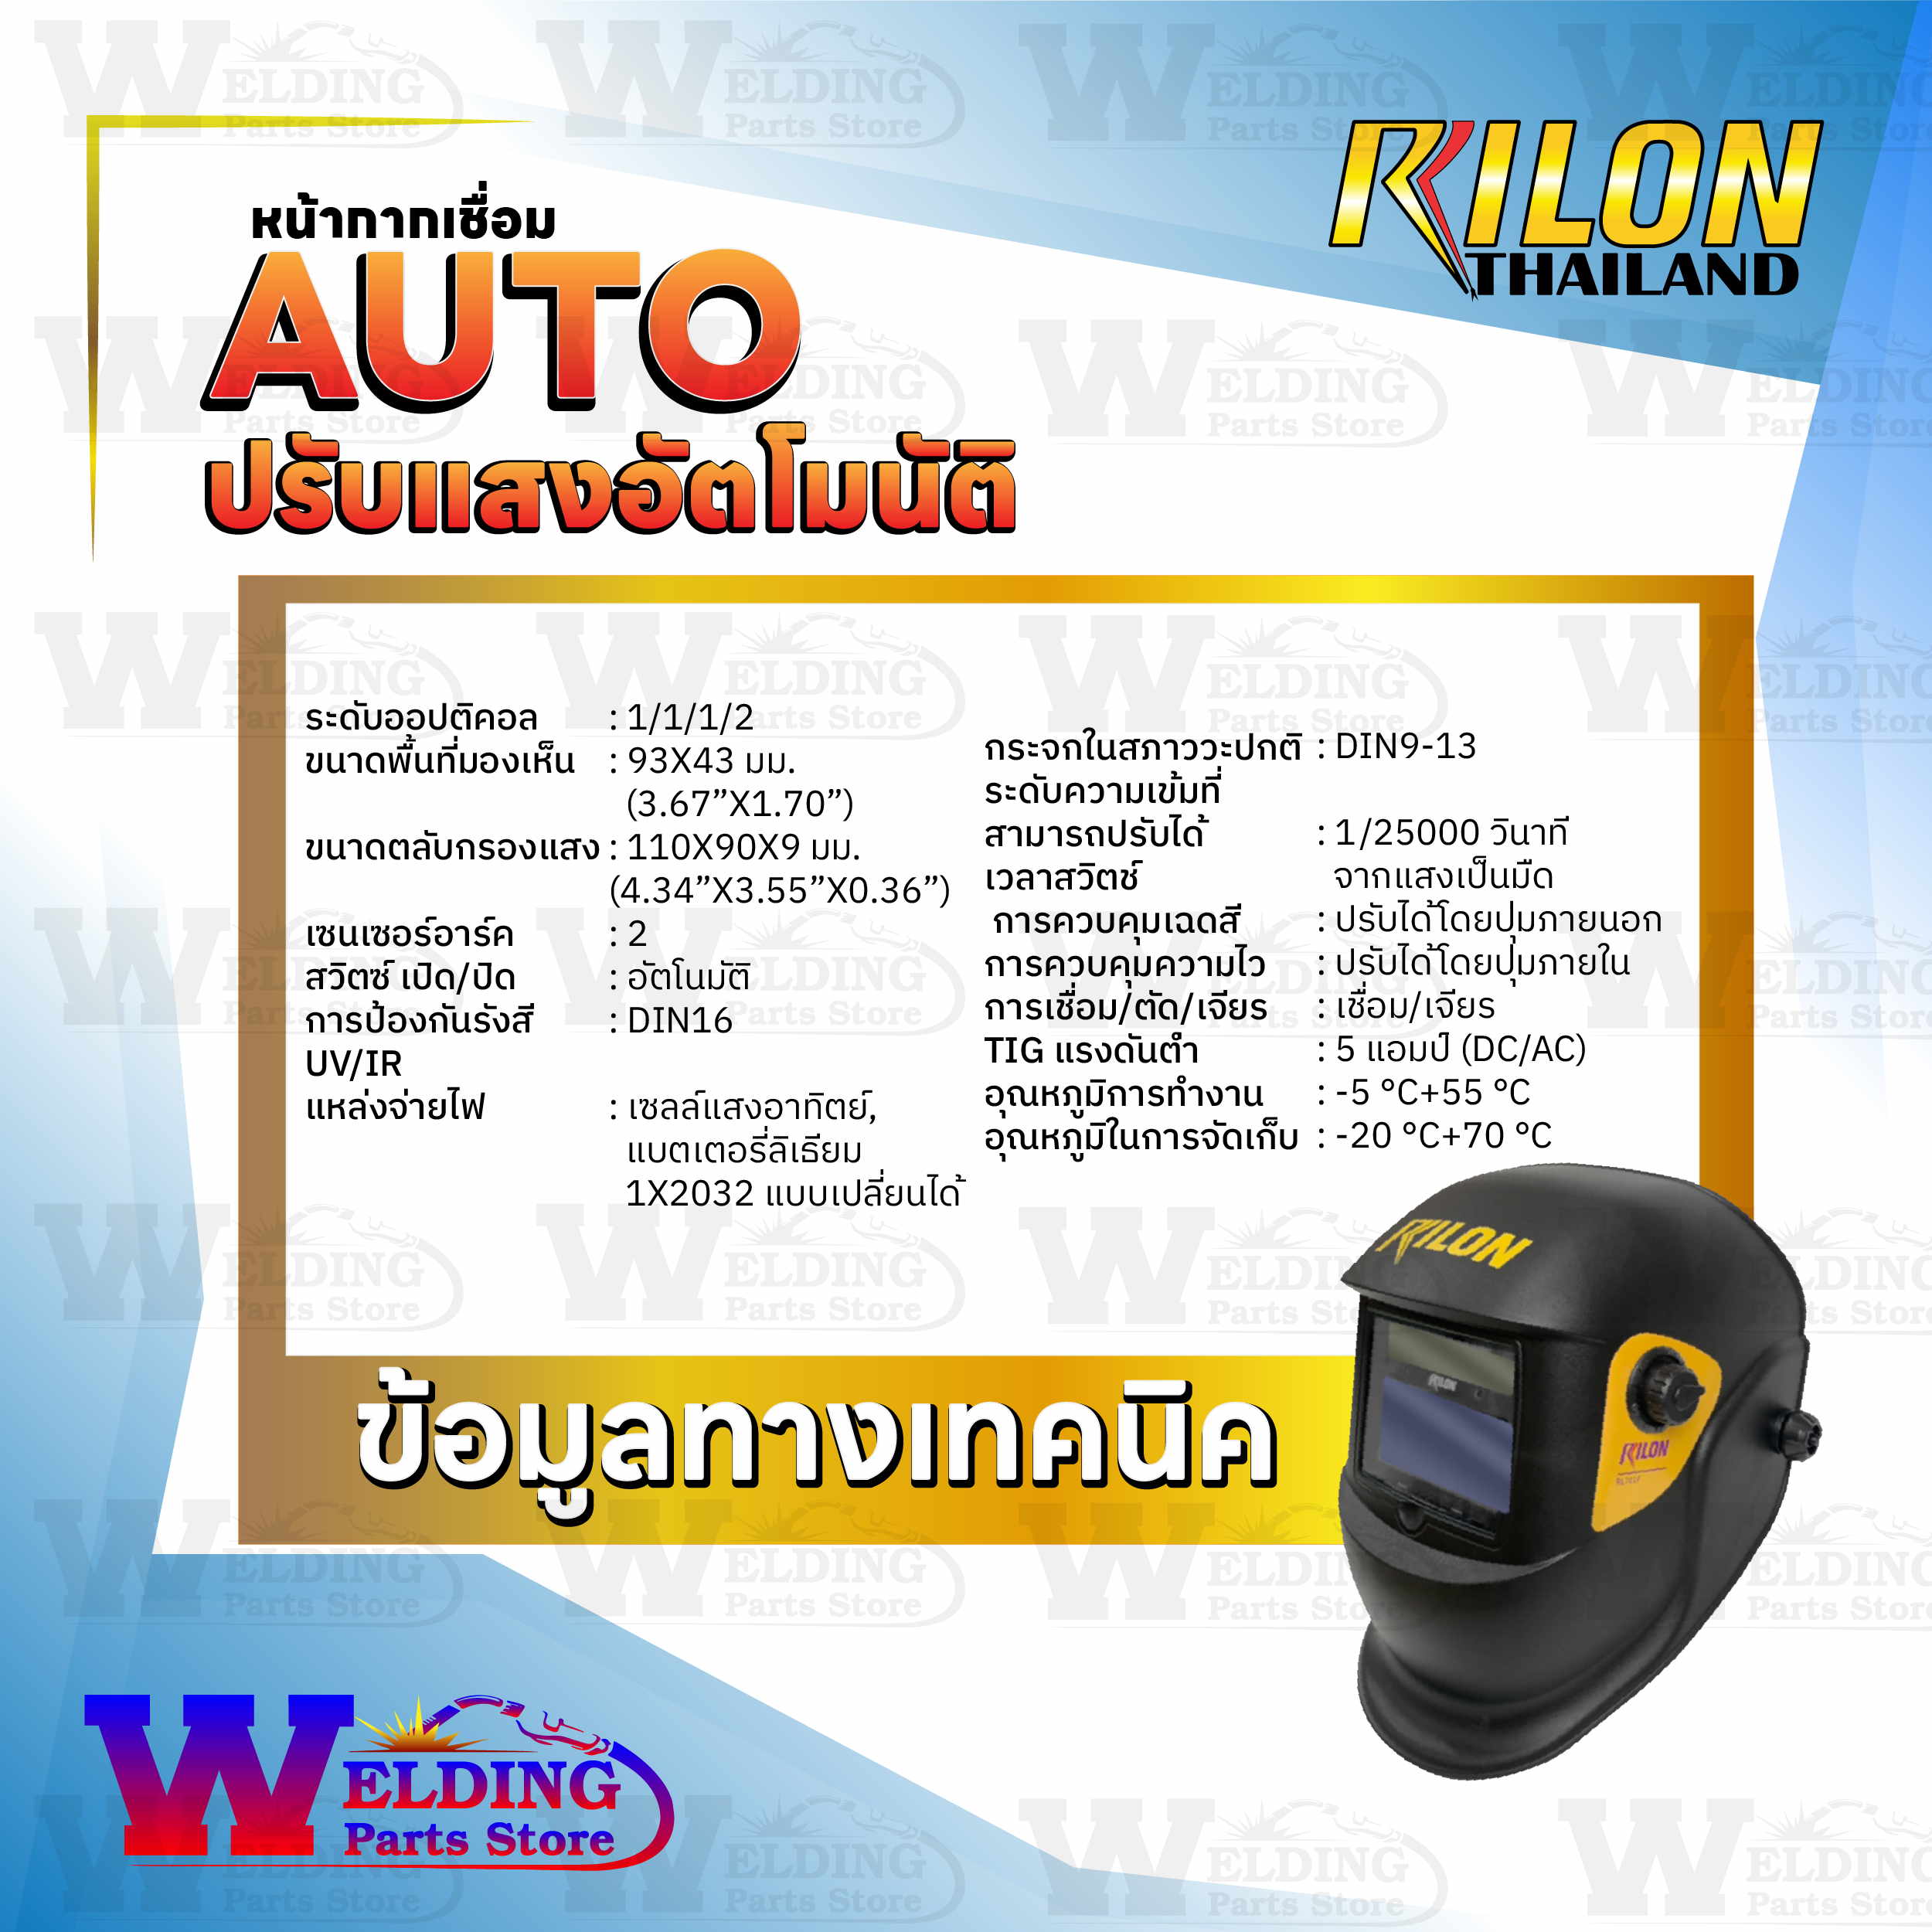 RILON
THAILAND
หน้ากากเชื่อม
AUTO
ปรับแสงอัตโมนัติ
ระดับออปติคอล : 1/1/1/2
ขนาดพื้นที่มองเห็น : 93X43 มม.
(3.67”X1.70”)
ขนาดตลับกรองแสง : 110X90X9 มม.
(4.34”X3.55”X0.36”)
เซนเซอร์อาร์ค : 2
สวิตซ์ เปิด/ปิด : อัตโนมัติ
การป้องกันรังสี : DIN16
UV/IR
แหล่งจ่ายไฟ : เซลล์แสงอาทิตย์,
แบตเตอรี่ลิเธียม
1X2032 แบบเปลี่ยนได้
กระจกในสภาววะปกติ : DIN9-13
ระดับความเข้มที่
สามารถปรับได้ : 1/25000 วินาที
เวลาสวิตช์ จากแสงเป็นมืด
การควบคุมเฉดสี : ปรับได้โดยปุมภายนอก
การควบคุมความไว : ปรับได้โดยปุ่มภายใน
การเชื่อม/ตัด/เจียร : เชื่อม/เจียร
TIG แรงดันต่ำ : 5 แอมป์ (DC/AC)
อุณหภูมิการทำงาน : -5 °C+55 °C
อุณหภูมิในการจัดเก็บ : -20 °C+70 °C
RILON
RILON
RILON
ข้อมูลทางเทคนิค
WELDING
Parts Store